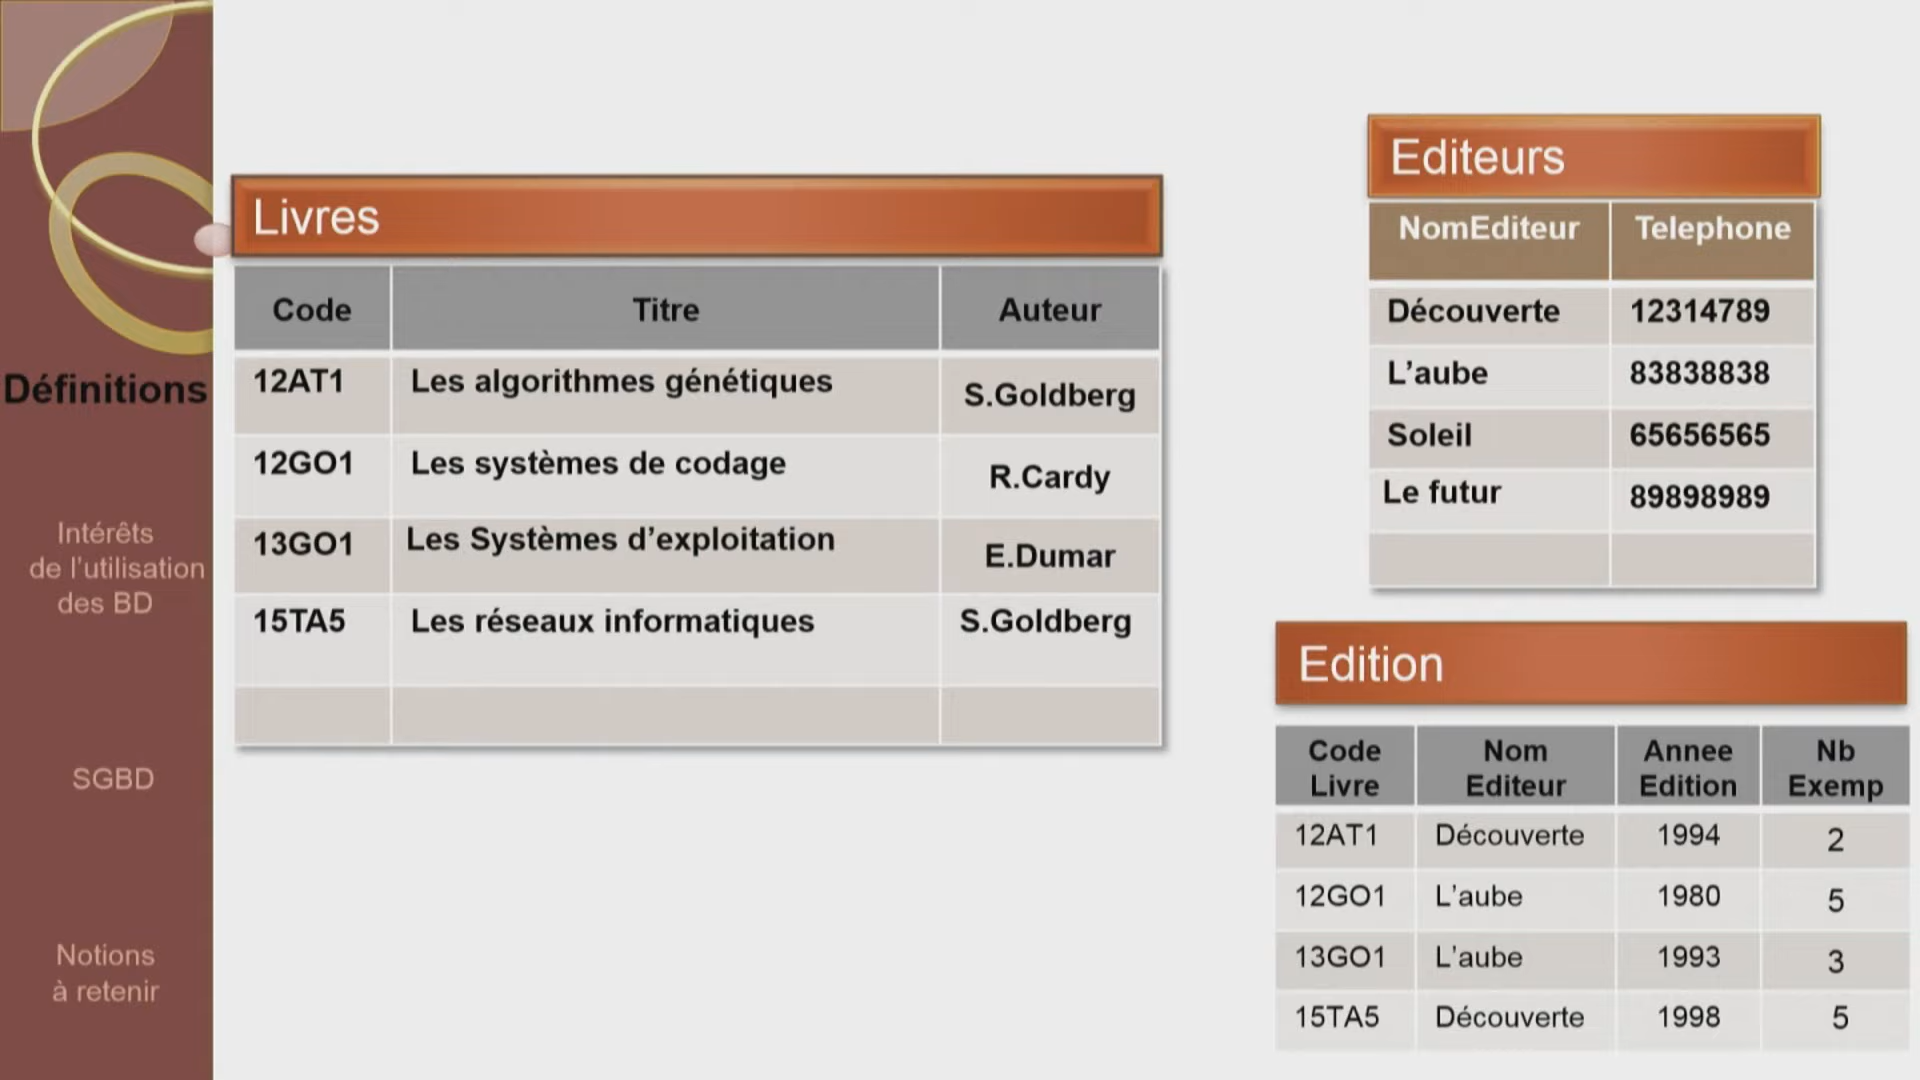 Définitions
Intérêts
de l'utilisation
des BD
SGBD
Notions
à retenir
Livres
Code Titre Auteur
12AT1 Les algorithmes génétiques S.Goldberg
12GO1 Les systèmes de codage R.Cardy
13GO1 Les Systèmes d'exploitation E.Dumar
15TA5 Les réseaux informatiques S.Goldberg
Editeurs
NomEditeur Telephone
Découverte 12314789
L'aube 83838838
Soleil 65656565
Le futur 89898989
Edition
Code Nom Annee Nb
Livre Editeur Edition Exemp
12AT1 Découverte 1994 2
12GO1 L'aube 1980 5
13GO1 L'aube 1993 3
15TA5 Découverte 1998 5